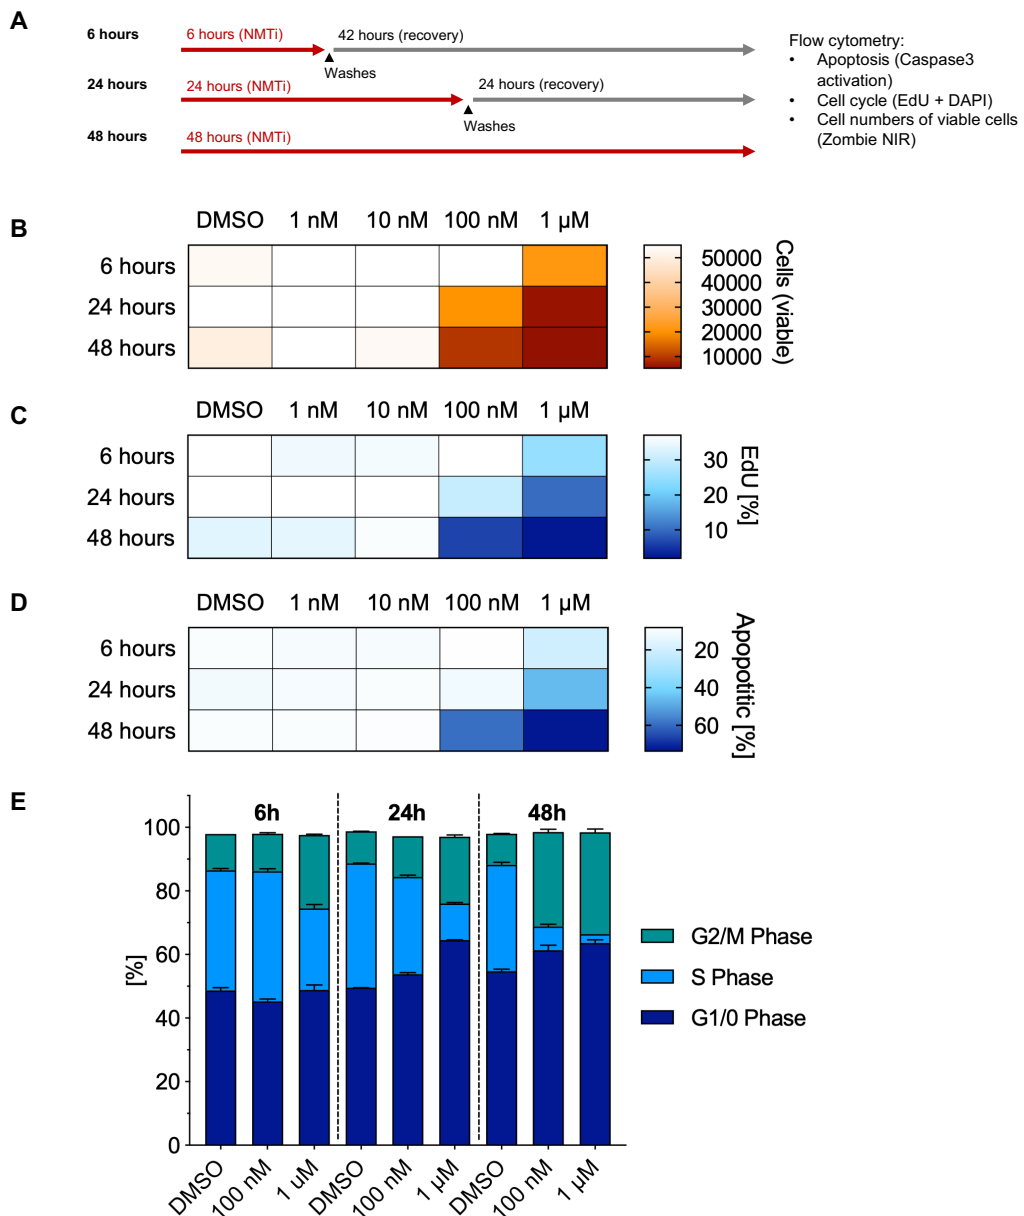 A
6 hours
6 hours (NMTi)
42 hours (recovery)
Washes
24 hours
24 hours (NMTi)
24 hours (recovery)
Washes
48 hours
48 hours (NMTi)
Flow cytometry:
• Apoptosis (Caspase3
activation)
• Cell cycle (EdU + DAPI)
• Cell numbers of viable cells
(Zombie NIR)
B
DMSO 1 nM 10 nM 100 nM 1 µM
6 hours
24 hours
48 hours
50000
40000
30000
20000
10000
Cells (viable)
C
DMSO 1 nM 10 nM 100 nM 1 µM
6 hours
24 hours
48 hours
30
20
10
EdU [%]
D
DMSO 1 nM 10 nM 100 nM 1 µM
6 hours
24 hours
48 hours
20
40
60
Apopotitic [%]
E
6h 24h 48h
100
80
60
40
20
0
[%]
DMSO 100 nM 1 uM DMSO 100 nM 1 µM DMSO 100 nM 1 µM
G2/M Phase
S Phase
G1/0 Phase